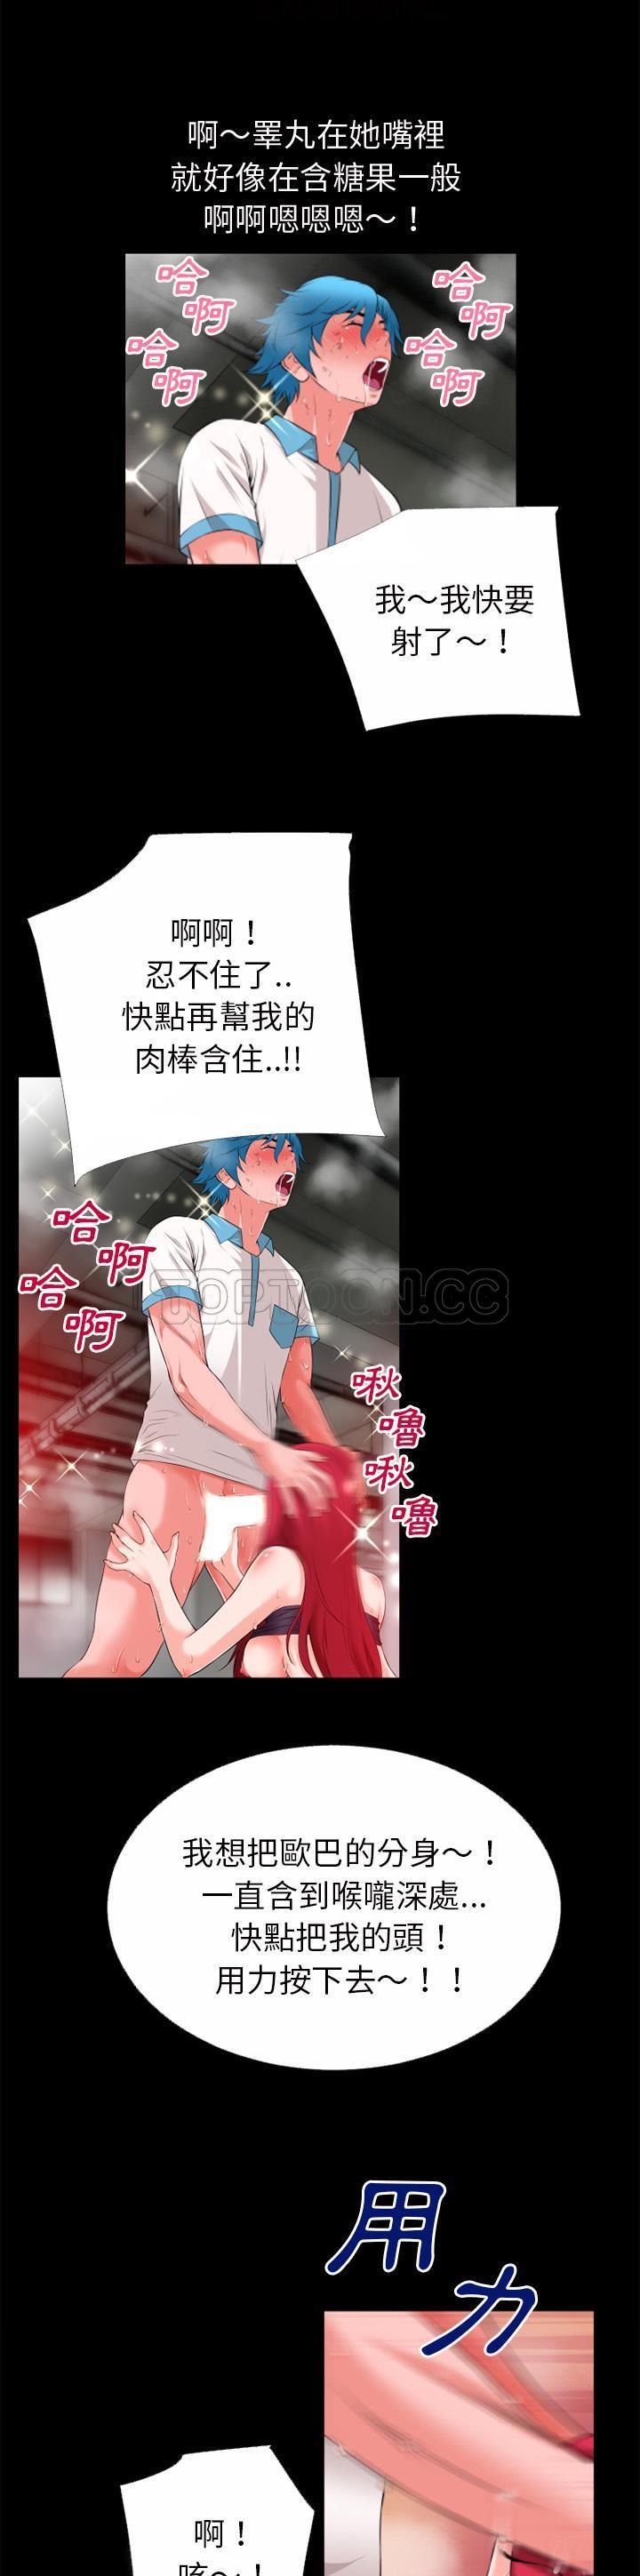 啊～睪丸在她嘴裡
就好像在含糖果一般
啊啊嗯嗯嗯～！
哈
啊
哈
啊
哈
啊
哈
啊
我～我快要
射了～！
啊啊！
忍不住了..
快點再幫我的
肉棒含住..!!
哈
啊
哈
啊
TOPTOON.CC
啾
嚕
啾
嚕
我想把歐巴的分身～！
一直含到喉嚨深處...
快點把我的頭！
用力按下去～！！
用
力
啊！
咳～！